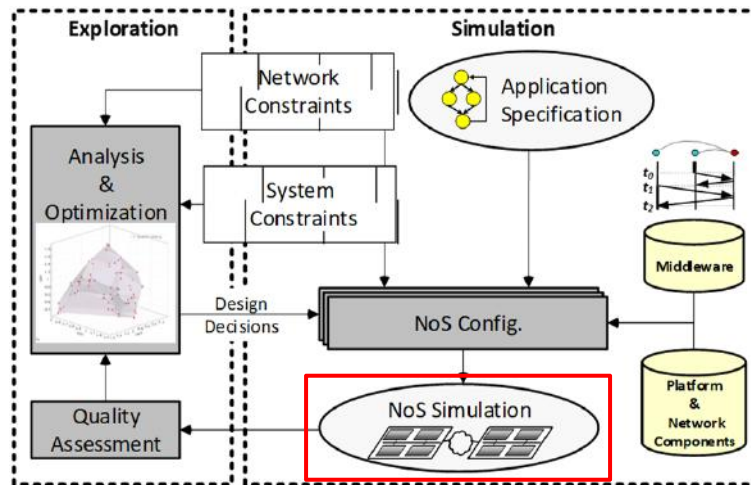 Exploration
Simulation
Network
Constraints
Application
Specification
Analysis
&
Optimization
System
Constraints
t0
t1
t2
Middleware
Design
Decisions
NoS Config.
Quality
Assessment
NoS Simulation
Platform
&
Network
Components